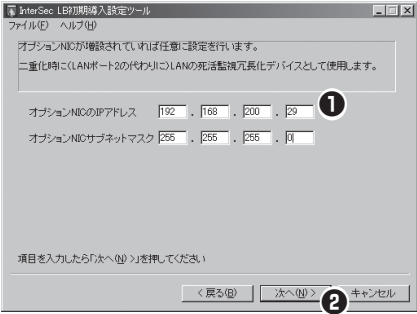 InterSec LB初期導入設定ツール
ファイル(F) ヘルプ(H)
オプションNICが増設されていれば任意に設定を行います。
二重化時に(LANポート2の代わりに)LANの死活監視冗長化デバイスとして使用します。
オプションNICのIPアドレス 192 . 168 . 200 . 29 ❶
オプションNICサブネットマスク 255 . 255 . 255 . 0
項目を入力したら「次へ(N) >」を押してください
< 戻る(B) 次へ(N) > ❷ キャンセル